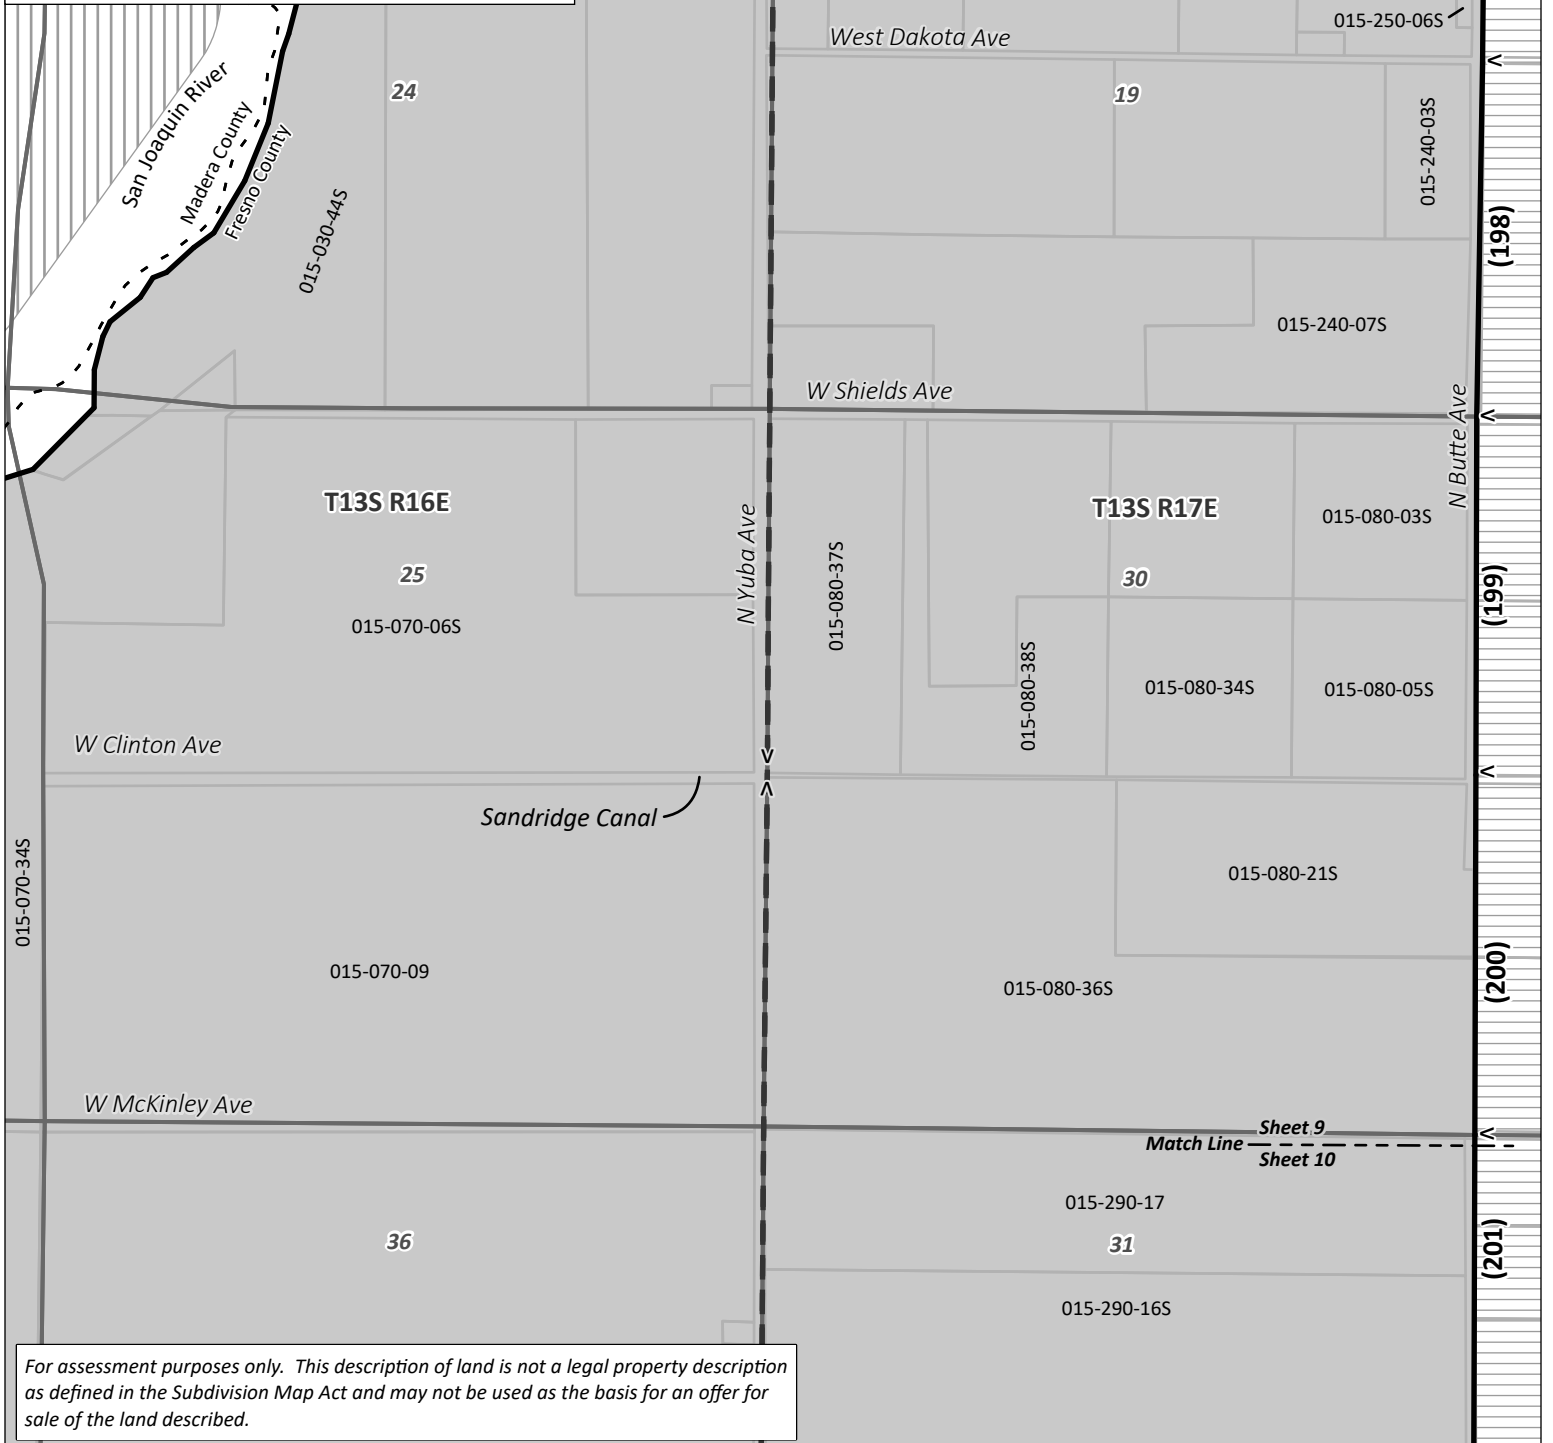 015-250-06S
West Dakota Ave
24
19
San Joaquin River
Madera County
Fresno County
015-030-44S
015-240-03S
(198)
015-240-07S
W Shields Ave
N Butte Ave
T13S R16E
T13S R17E
015-080-03S
N Yuba Ave
015-080-37S
25
30
(199)
015-070-06S
015-080-38S
015-080-34S
015-080-05S
W Clinton Ave
Sandridge Canal
015-070-34S
015-080-21S
015-070-09
015-080-36S
(200)
W McKinley Ave
Sheet 9
Match Line
Sheet 10
015-290-17
36
31
(201)
015-290-16S
For assessment purposes only.  This description of land is not a legal property description
as defined in the Subdivision Map Act and may not be used as the basis for an offer for
sale of the land described.